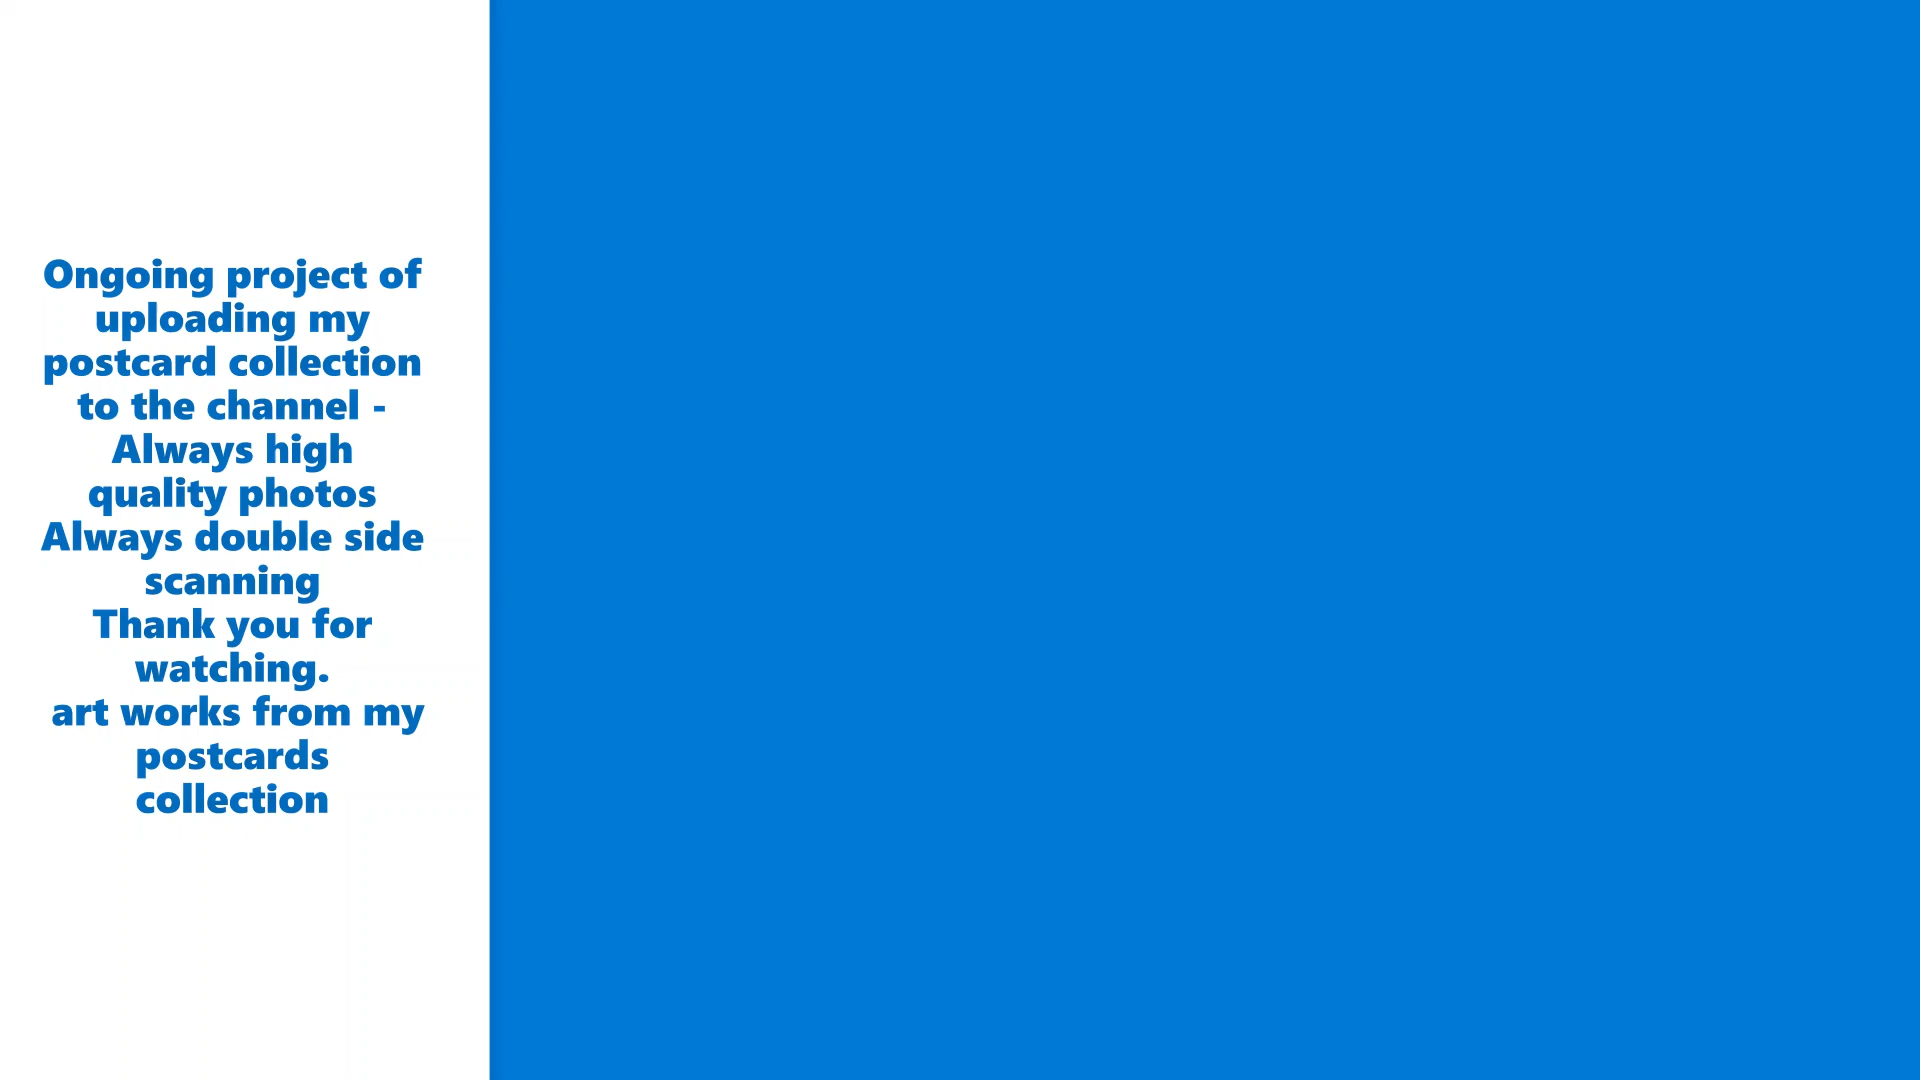 Ongoing project of
uploading my
postcard collection
to the channel -
Always high
quality photos
Always double side
scanning
Thank you for
watching.
art works from my
postcards
collection